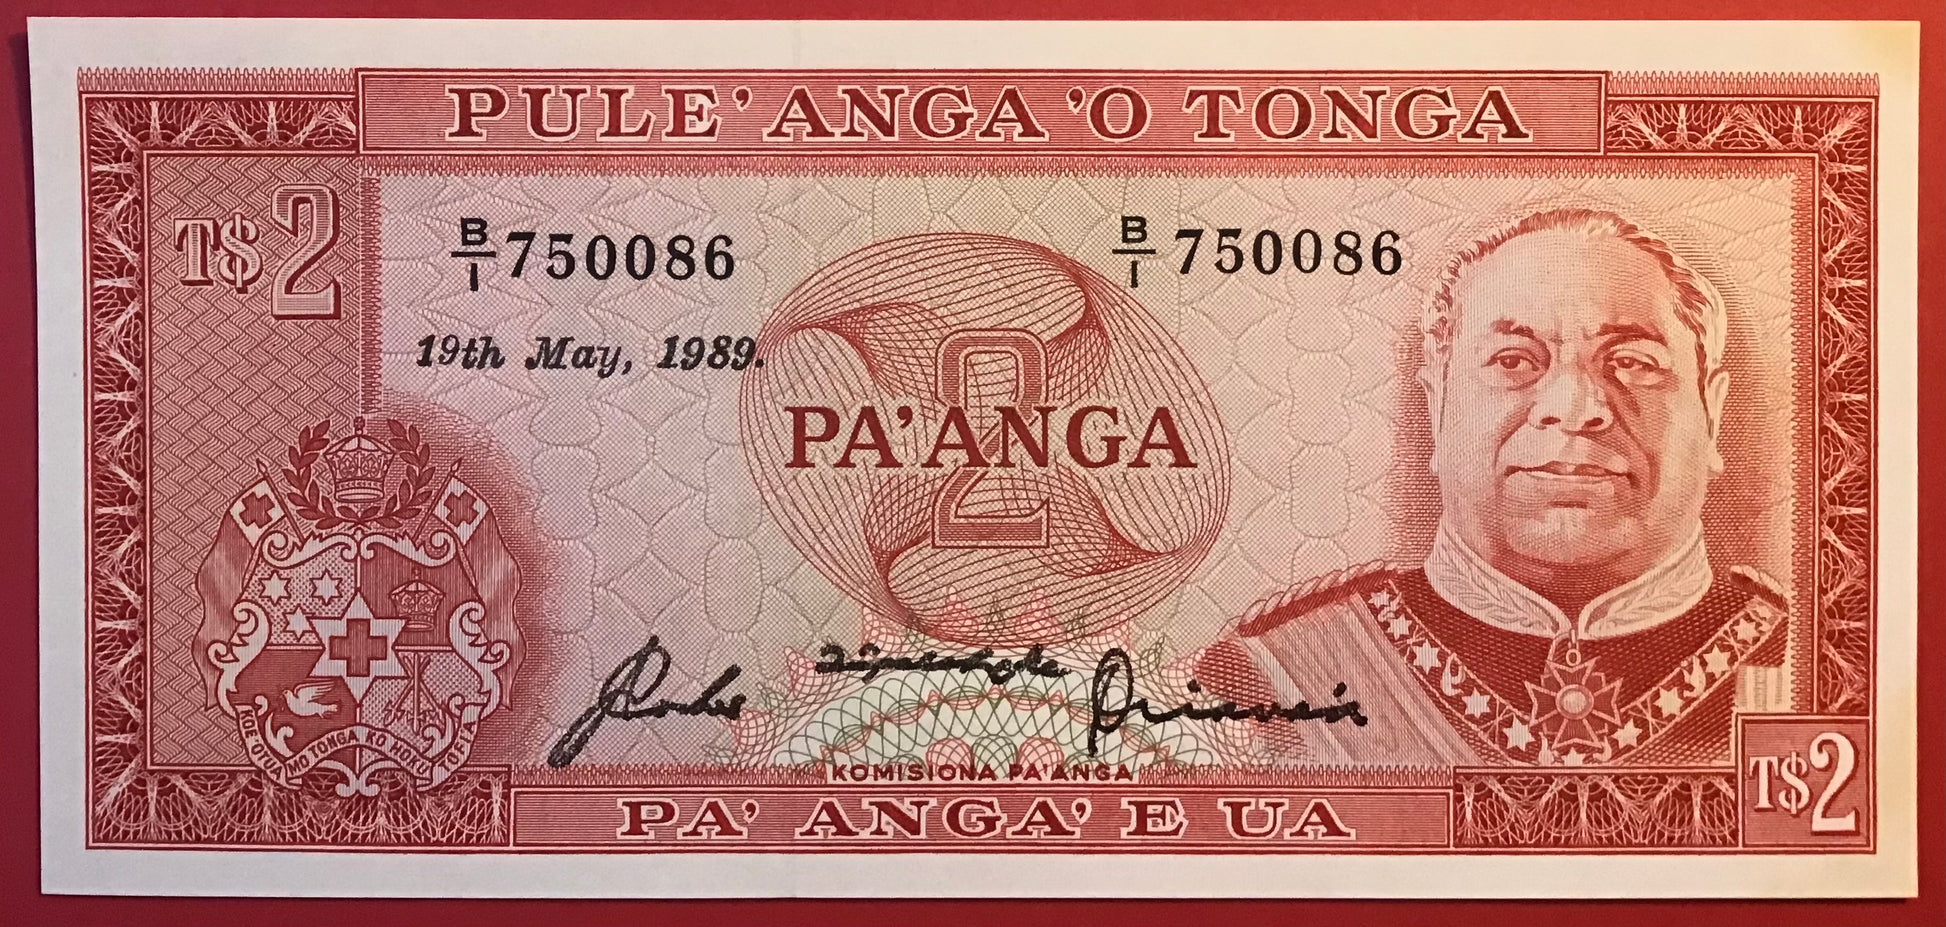 PULE'ANGA 'O TONGA
T$2
B/1 750086
B/1 750086
19th May, 1989.
2
PA'ANGA
KOE 'OTUA MO TONGA KO HOKU TOFI'A
KOMISIONA PA'ANGA
PA'ANGA' E UA
T$2